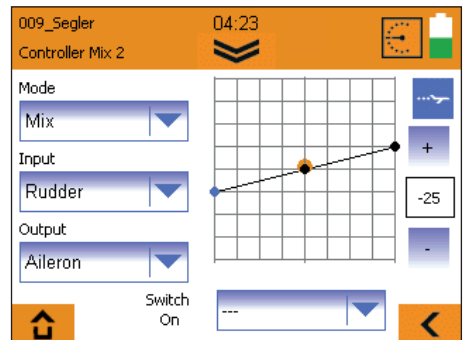 009_Segler
04:23
Controller Mix 2
Mode
Mix
Input
Rudder
Output
Aileron
+
-25
-
Switch
On
---